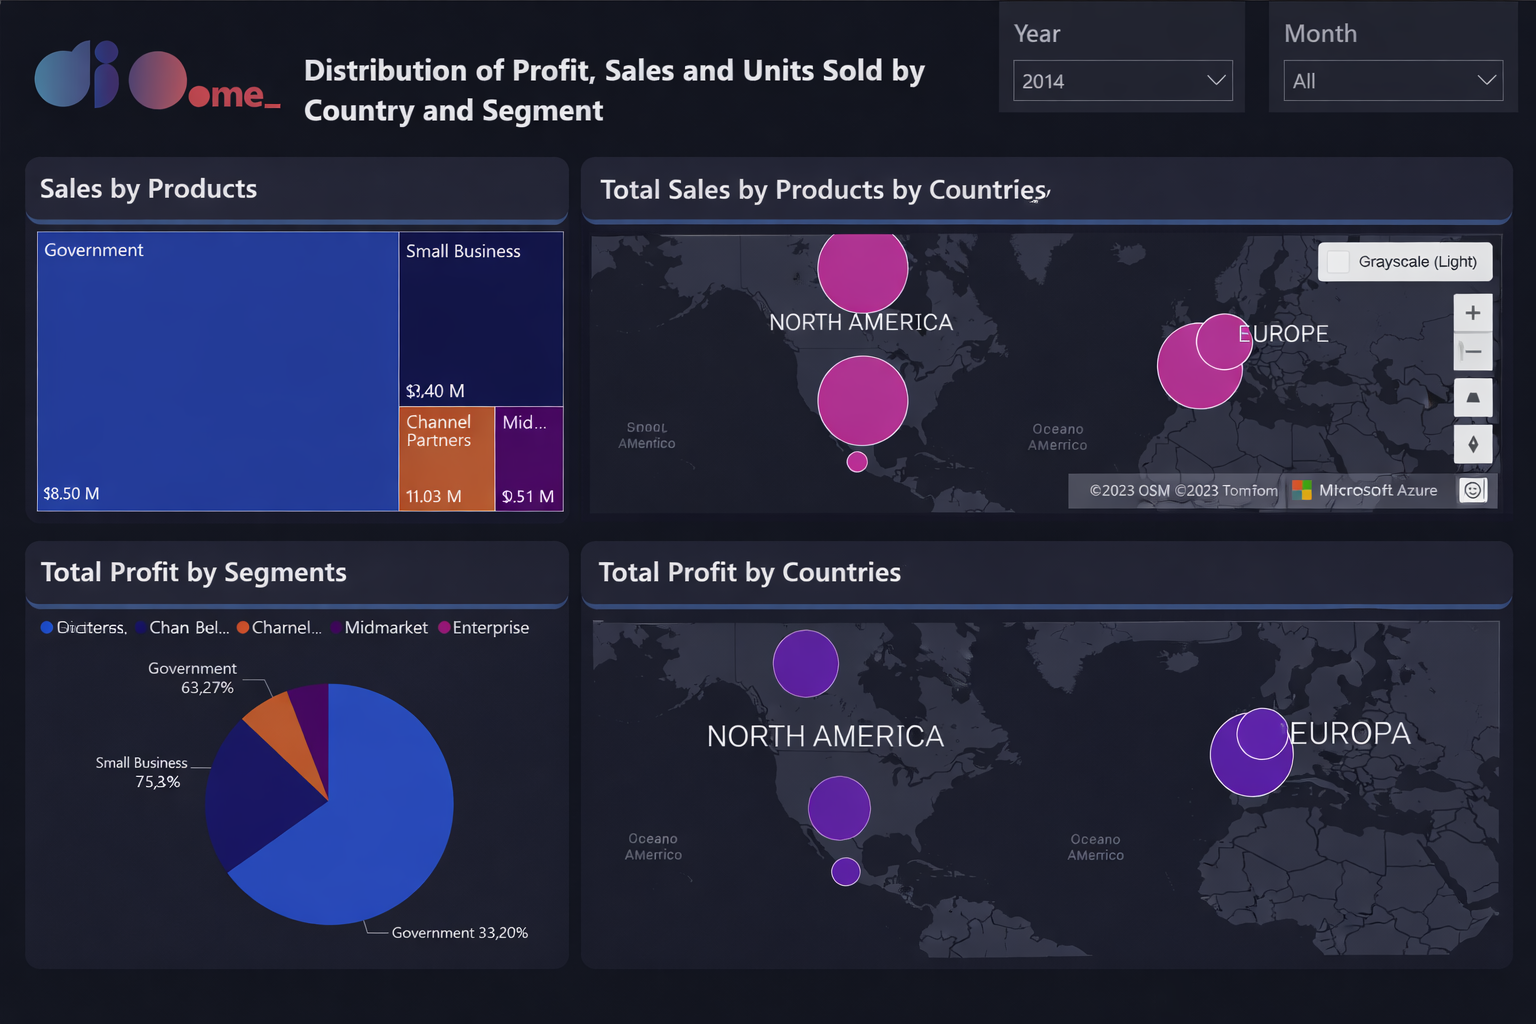 ome_
Distribution of Profit, Sales and Units Sold by
Country and Segment
Year
2014
Month
All
Sales by Products
Government
$8.50 M
Small Business
$3,40 M
Channel
Partners
11.03 M
Mid...
$0.51 M
Total Sales by Products by Countries
NORTH AMERICA
EUROPE
Oceano
AMerrico
Grayscale (Light)
©2023 OSM ©2023 TomTom
Microsoft Azure
Total Profit by Segments
Chan Bel...
Charnel...
Midmarket
Enterprise
Government
63,27%
Small Business
75,3%
Government 33,20%
Total Profit by Countries
NORTH AMERICA
EUROPA
Oceano
AMerrico
Oceano
AMerrico